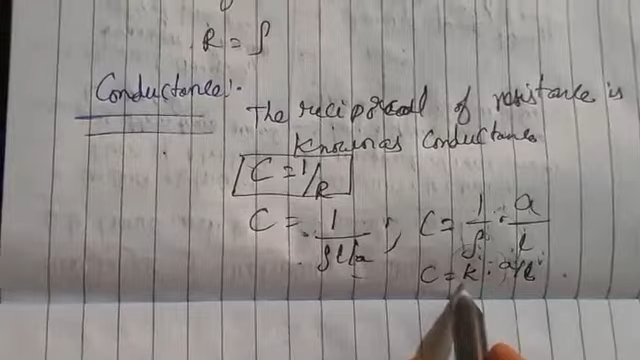 R = ρ
Conductance:-
The reciprocal of resistance is
Known as Conductance
C = 1/R
C = 1/ρl/a ; C = 1/ρ . a/l
C = K . a/l